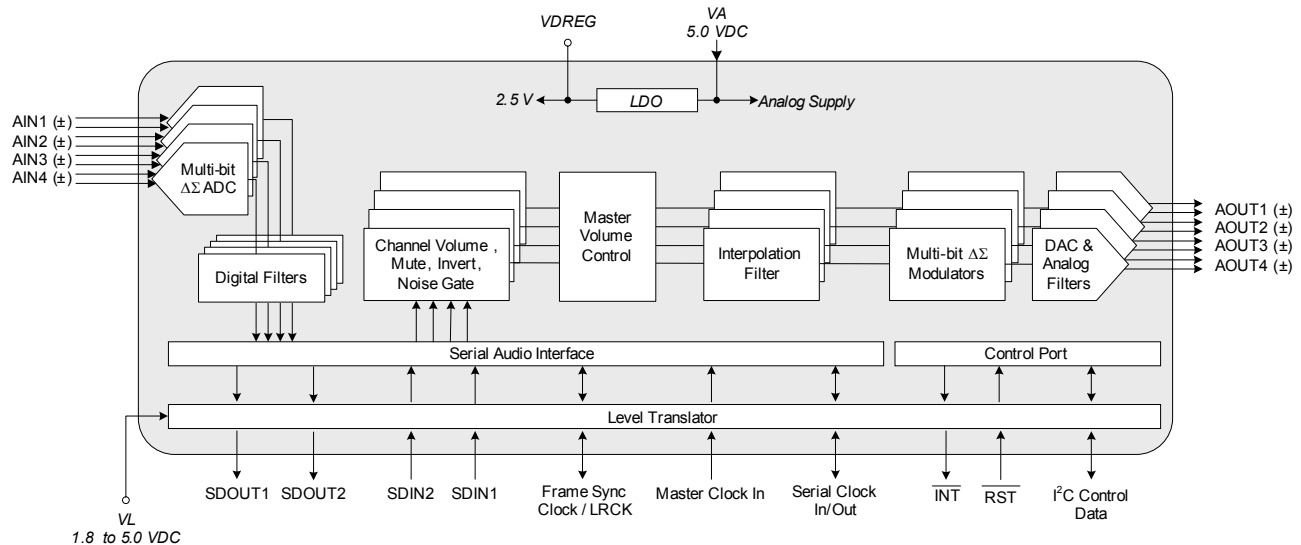 VDREG
VA
5.0 VDC
2.5 V
LDO
Analog Supply
AIN1 (±)
AIN2 (±)
AIN3 (±)
AIN4 (±)
Multi-bit
ΔΣ ADC
Digital Filters
Channel Volume ,
Mute, Invert,
Noise Gate
Master
Volume
Control
Interpolation
Filter
Multi-bit ΔΣ
Modulators
DAC &
Analog
Filters
AOUT1 (±)
AOUT2 (±)
AOUT3 (±)
AOUT4 (±)
Serial Audio Interface
Control Port
Level Translator
VL
1.8 to 5.0 VDC
SDOUT1
SDOUT2
SDIN2
SDIN1
Frame Sync
Clock / LRCK
Master Clock In
Serial Clock
In/Out
INT
RST
I²C Control
Data